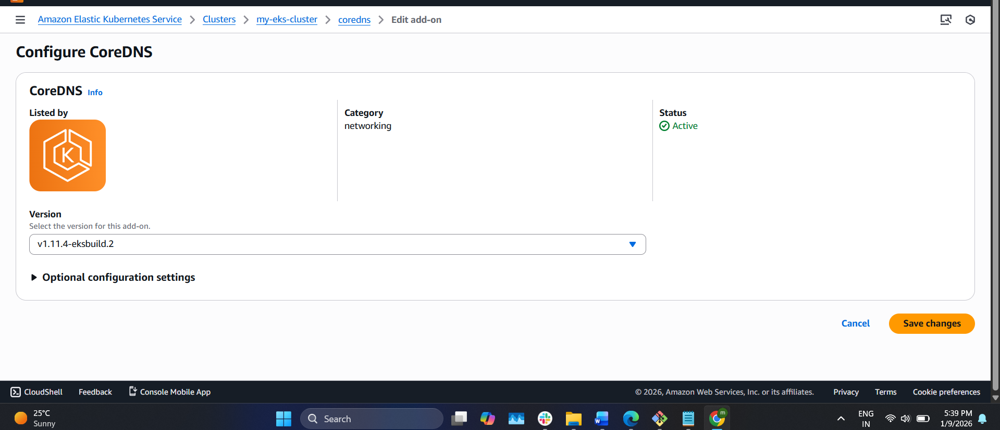 Amazon Elastic Kubernetes Service > Clusters > my-eks-cluster > coredns > Edit add-on
Configure CoreDNS
CoreDNS Info
Listed by
K
Category
networking
Status
Active
Version
Select the version for this add-on.
v1.11.4-eksbuild.2
Optional configuration settings
Cancel
Save changes
CloudShell Feedback Console Mobile App © 2026, Amazon Web Services, Inc. or its affiliates. Privacy Terms Cookie preferences
25°C
Sunny
Search
W
m
ENG
IN
5:39 PM
1/9/2026